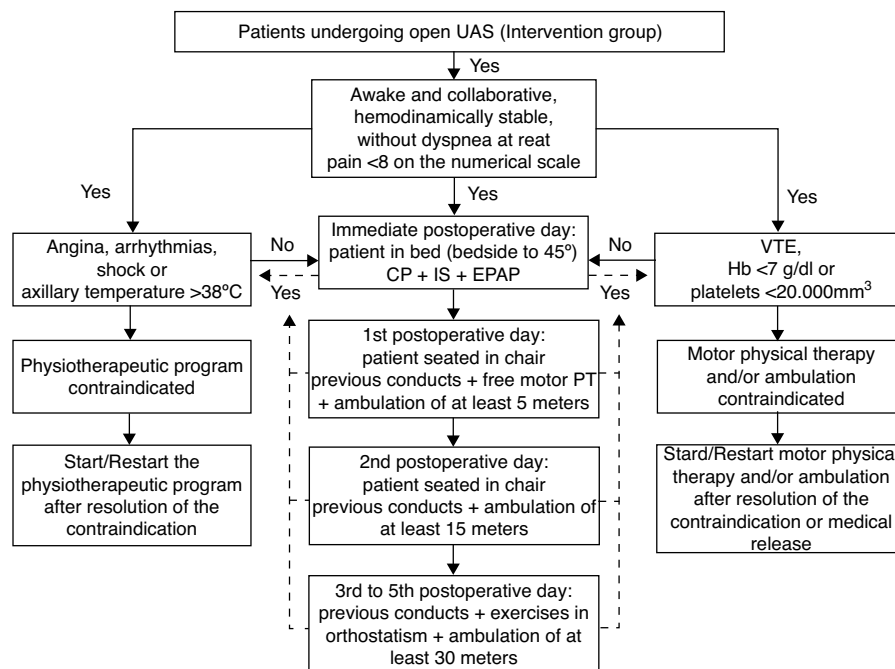 Patients undergoing open UAS (Intervention group)
Yes
Awake and collaborative,
hemodinamically stable,
without dyspnea at reat
pain <8 on the numerical scale
Yes
Yes
Yes
Angina, arrhythmias,
shock or
axillary temperature >38°C
No
Yes
Immediate postoperative day:
patient in bed (bedside to 45º)
CP + IS + EPAP
No
Yes
VTE,
Hb <7 g/dl or
platelets <20.000mm³
Physiotherapeutic program
contraindicated
1st postoperative day:
patient seated in chair
previous conducts + free motor PT
+ ambulation of at least 5 meters
Motor physical therapy
and/or ambulation
contraindicated
Start/Restart the
physiotherapeutic program
after resolution of the
contraindication
2nd postoperative day:
patient seated in chair
previous conducts + ambulation of
at least 15 meters
Stard/Restart motor physical
therapy and/or ambulation
after resolution of the
contraindication or medical
release
3rd to 5th postoperative day:
previous conducts + exercises in
orthostatism + ambulation of at
least 30 meters